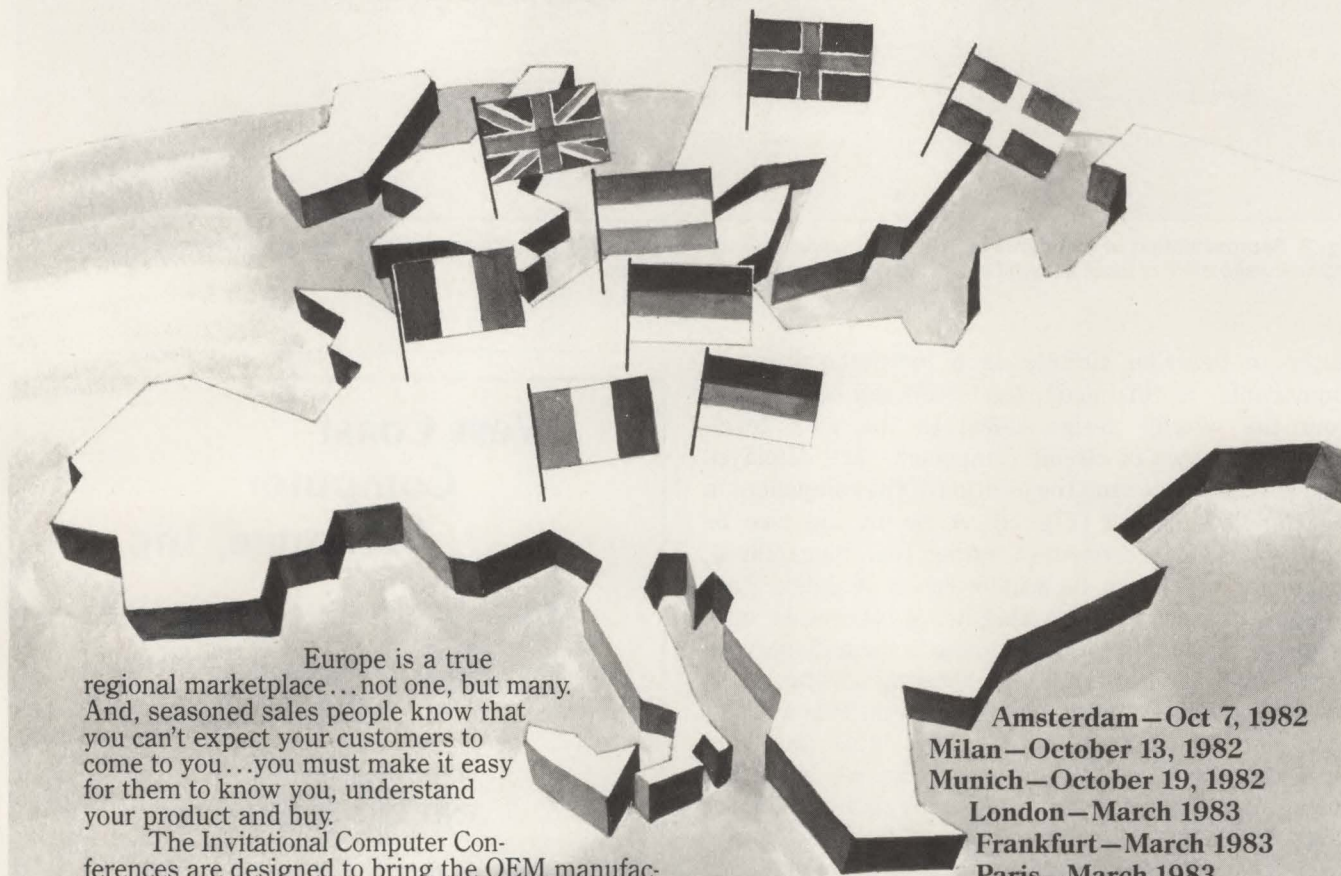 Europe is a true
regional marketplace...not one, but many.
And, seasoned sales people know that
you can't expect your customers to
come to you...you must make it easy
for them to know you, understand
your product and buy.
The Invitational Computer Con-
ferences are designed to bring the OEM manufac-
Amsterdam—Oct 7, 1982
Milan—October 13, 1982
Munich—October 19, 1982
London—March 1983
Frankfurt—March 1983
Paris—March 1983